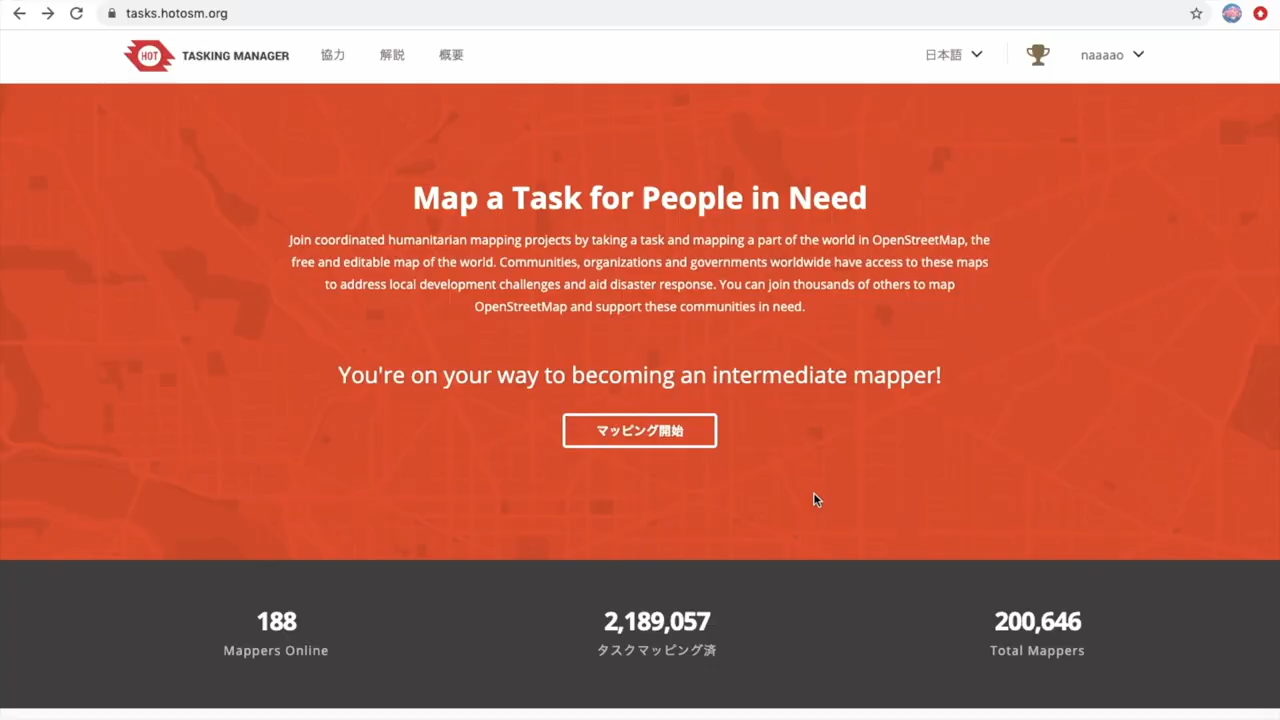 tasks.hotosm.org
HOT TASKING MANAGER 協力 解説 概要 日本語 naaaao
Map a Task for People in Need
Join coordinated humanitarian mapping projects by taking a task and mapping a part of the world in OpenStreetMap, the
free and editable map of the world. Communities, organizations and governments worldwide have access to these maps
to address local development challenges and aid disaster response. You can join thousands of others to map
OpenStreetMap and support these communities in need.
You're on your way to becoming an intermediate mapper!
マッピング開始
188 2,189,057 200,646
Mappers Online タスクマッピング済 Total Mappers